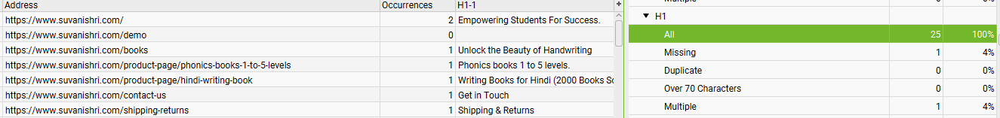 Address Occurrences H1-1 +
https://www.suvanishri.com/ 2 Empowering Students For Success.
https://www.suvanishri.com/demo 0
https://www.suvanishri.com/books 1 Unlock the Beauty of Handwriting
https://www.suvanishri.com/product-page/phonics-books-1-to-5-levels 1 Phonics books 1 to 5 levels.
https://www.suvanishri.com/product-page/hindi-writing-book 1 Writing Books for Hindi (2000 Books
https://www.suvanishri.com/contact-us 1 Get in Touch
https://www.suvanishri.com/shipping-returns 1 Shipping & Returns
H1
All 25 100%
Missing 1 4%
Duplicate 0 0%
Over 70 Characters 0 0%
Multiple 1 4%